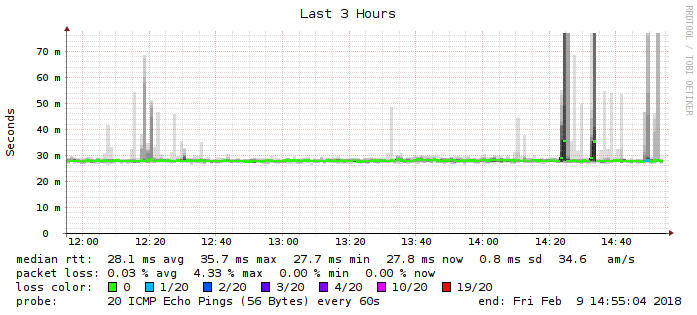 Last 3 Hours
RRDTOOL / TOBI OETIKER
Seconds
70 m
60 m
50 m
40 m
30 m
20 m
10 m
0
12:00 12:20 12:40 13:00 13:20 13:40 14:00 14:20 14:40
median rtt: 28.1 ms avg 35.7 ms max 27.7 ms min 27.8 ms now 0.8 ms sd 34.6 am/s
packet loss: 0.03 % avg 4.33 % max 0.00 % min 0.00 % now
loss color: 0 1/20 2/20 3/20 4/20 10/20 19/20
probe: 20 ICMP Echo Pings (56 Bytes) every 60s end: Fri Feb 9 14:55:04 2018